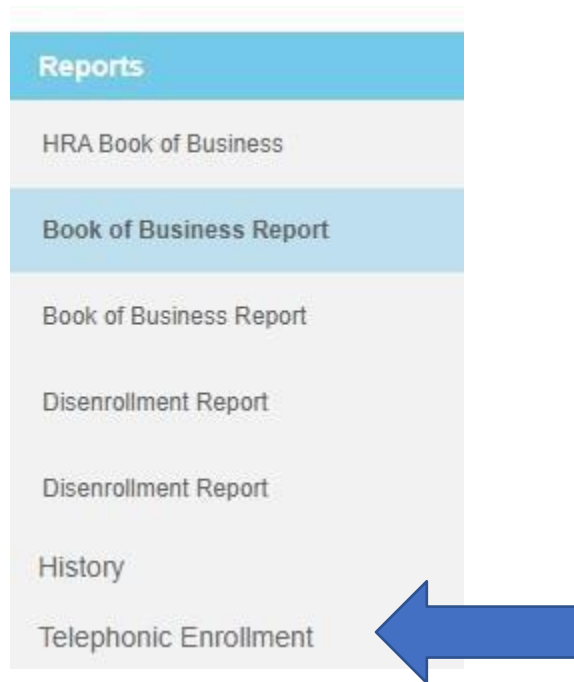 Reports
HRA Book of Business
Book of Business Report
Book of Business Report
Disenrollment Report
Disenrollment Report
History
Telephonic Enrollment